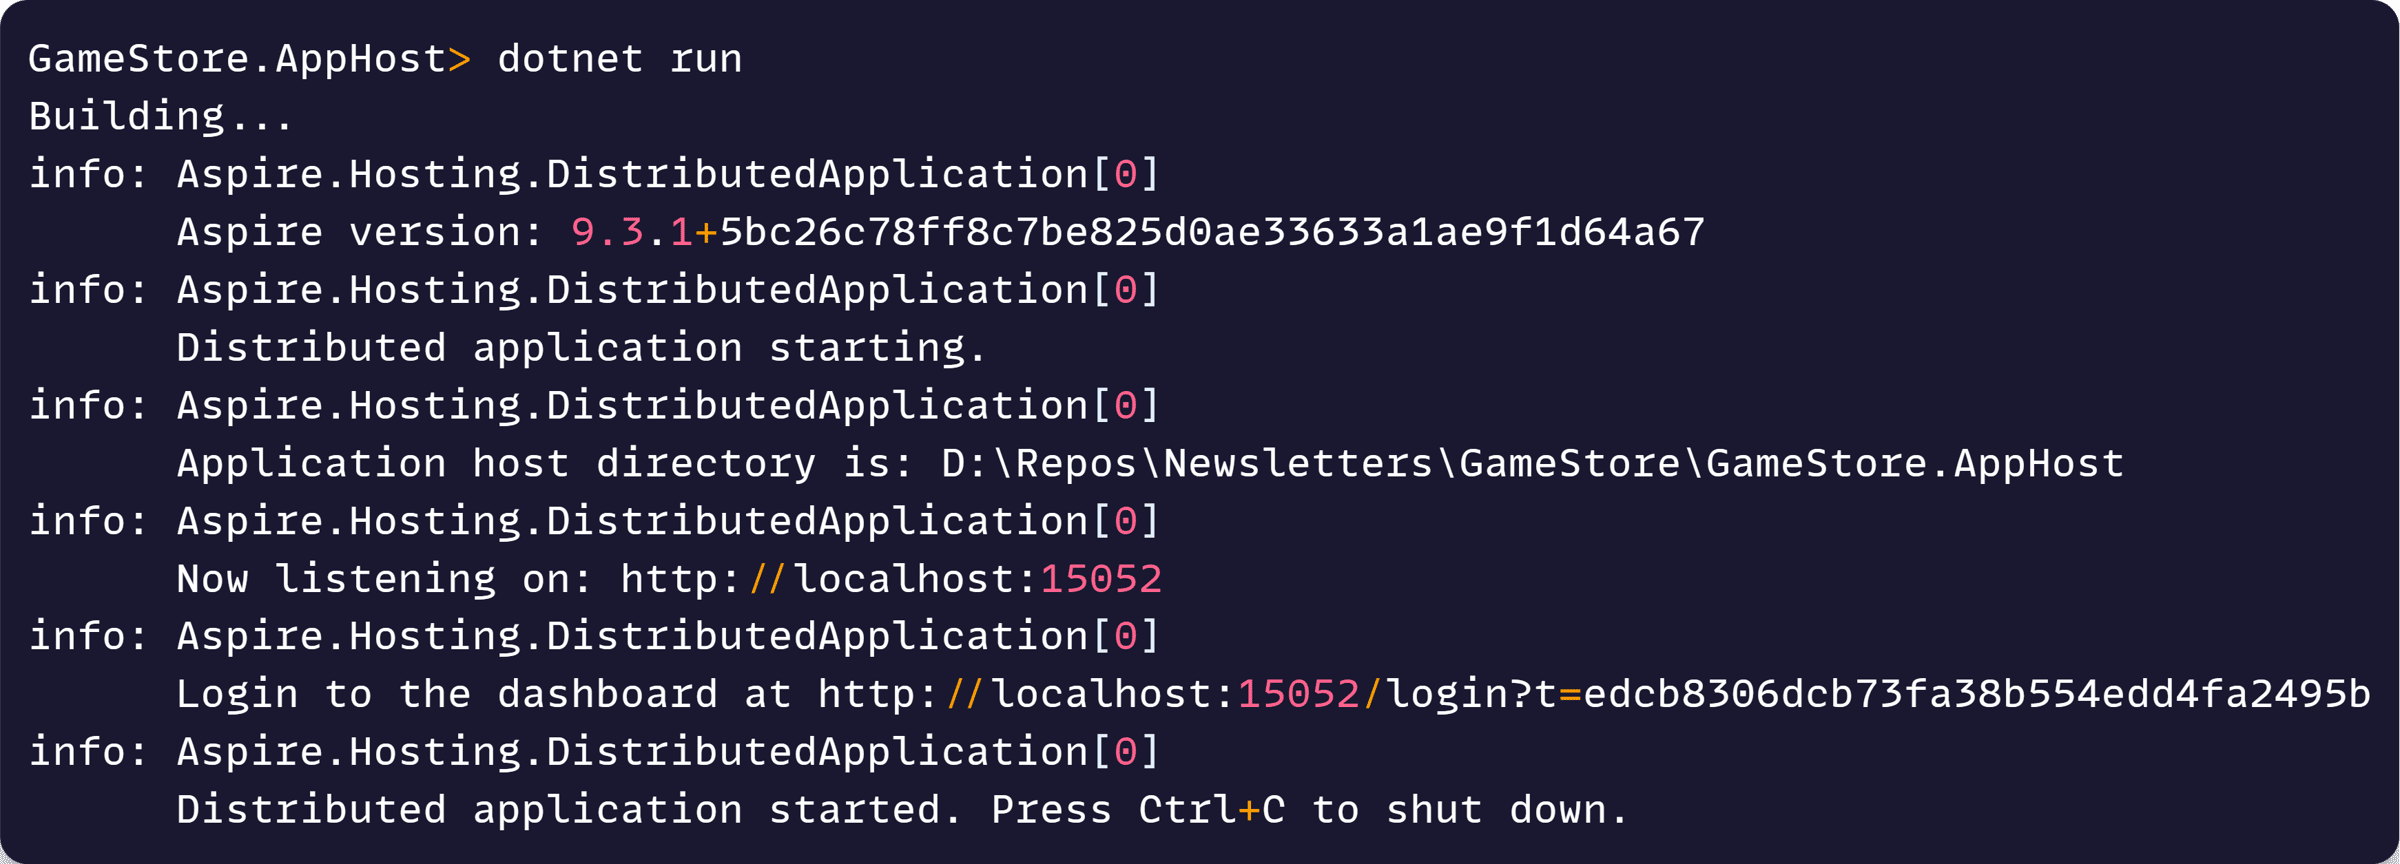 GameStore.AppHost> dotnet run
Building...
info: Aspire.Hosting.DistributedApplication[0]
      Aspire version: 9.3.1+5bc26c78ff8c7be825d0ae33633a1ae9f1d64a67
info: Aspire.Hosting.DistributedApplication[0]
      Distributed application starting.
info: Aspire.Hosting.DistributedApplication[0]
      Application host directory is: D:\Repos\Newsletters\GameStore\GameStore.AppHost
info: Aspire.Hosting.DistributedApplication[0]
      Now listening on: http://localhost:15052
info: Aspire.Hosting.DistributedApplication[0]
      Login to the dashboard at http://localhost:15052/login?t=edcb8306dcb73fa38b554edd4fa2495b
info: Aspire.Hosting.DistributedApplication[0]
      Distributed application started. Press Ctrl+C to shut down.